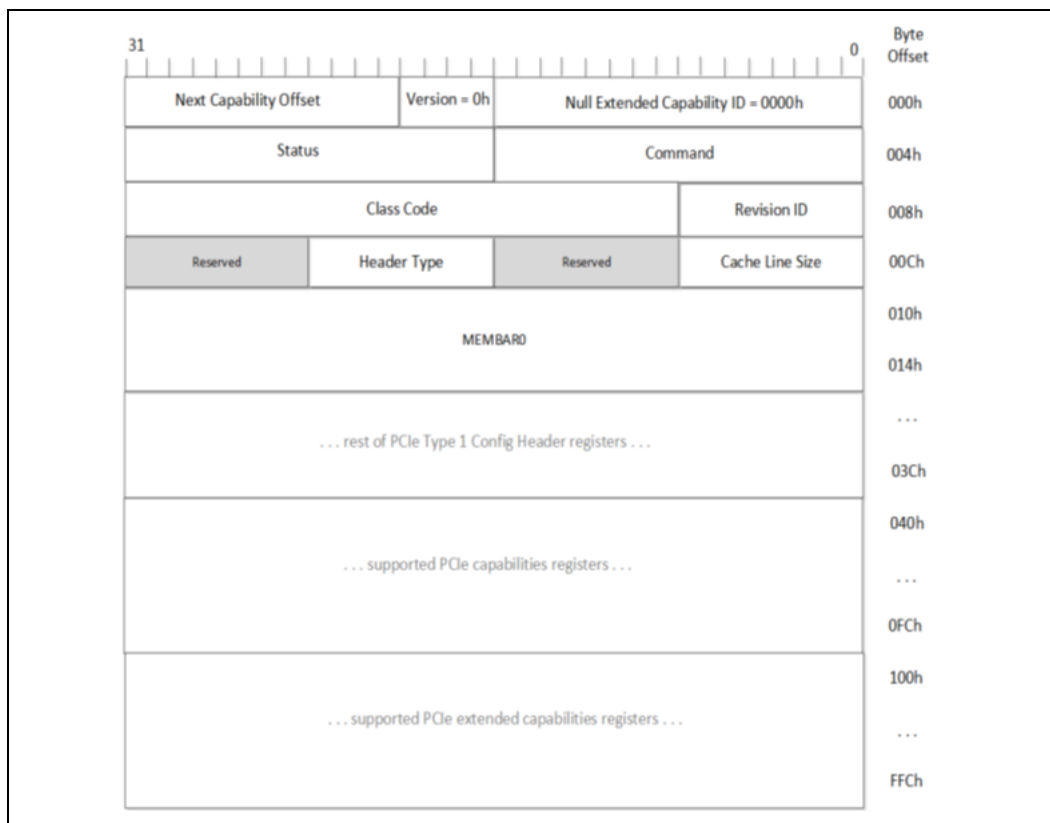 31 0 Byte
Offset
Next Capability Offset Version = 0h Null Extended Capability ID = 0000h 000h
Status Command 004h
Class Code Revision ID 008h
Reserved Header Type Reserved Cache Line Size 00Ch
010h
MEMBAR0
014h
...
... rest of PCIe Type 1 Config Header registers ...
03Ch
040h
... supported PCIe capabilities registers ...
...
0FCh
100h
... supported PCIe extended capabilities registers ...
...
FFCh